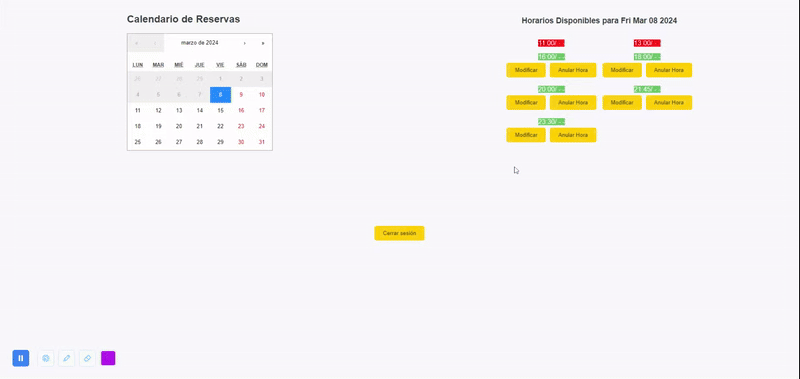 Calendario de Reservas
« ‹ marzo de 2024 › »
LUN MAR MIÉ JUE VIE SÁB DOM
26 27 28 29 1 2 3
4 5 6 7 8 9 10
11 12 13 14 15 16 17
18 19 20 21 22 23 24
25 26 27 28 29 30 31
Horarios Disponibles para Fri Mar 08 2024
11:00/ - - 13:00/ - -
16:00/ - - 18:00/ - -
Modificar Anular Hora Modificar Anular Hora
20:00/ - - 21:45/ - -
Modificar Anular Hora Modificar Anular Hora
23:30/ - -
Modificar Anular Hora
Cerrar sesión